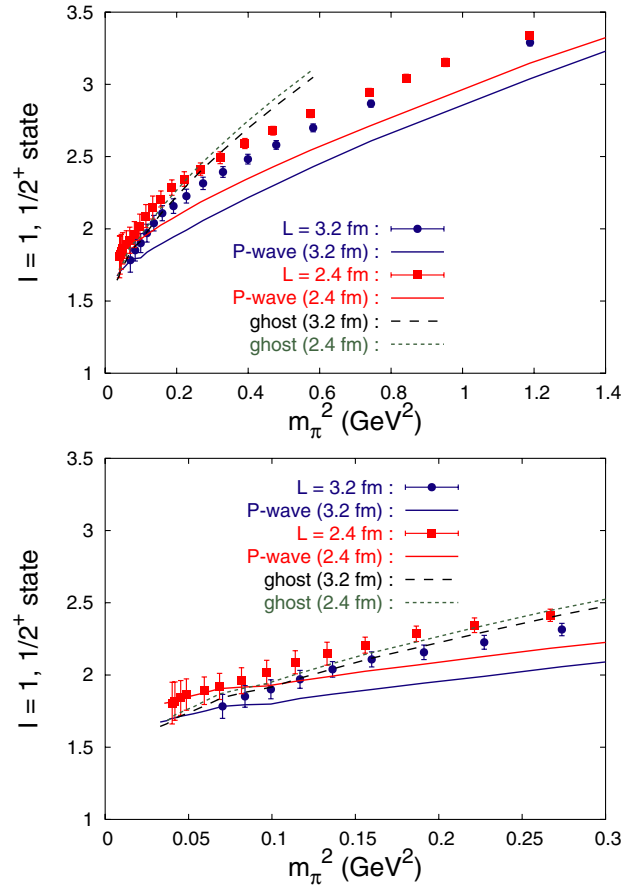 3.5
3
2.5
2
1.5
1
I = 1, 1/2+ state
L = 3.2 fm :
P-wave (3.2 fm) :
L = 2.4 fm :
P-wave (2.4 fm) :
ghost (3.2 fm) :
ghost (2.4 fm) :
0 0.2 0.4 0.6 0.8 1 1.2 1.4
mπ2 (GeV2)
3.5
3
2.5
2
1.5
1
I = 1, 1/2+ state
L = 3.2 fm :
P-wave (3.2 fm) :
L = 2.4 fm :
P-wave (2.4 fm) :
ghost (3.2 fm) :
ghost (2.4 fm) :
0 0.05 0.1 0.15 0.2 0.25 0.3
mπ2 (GeV2)